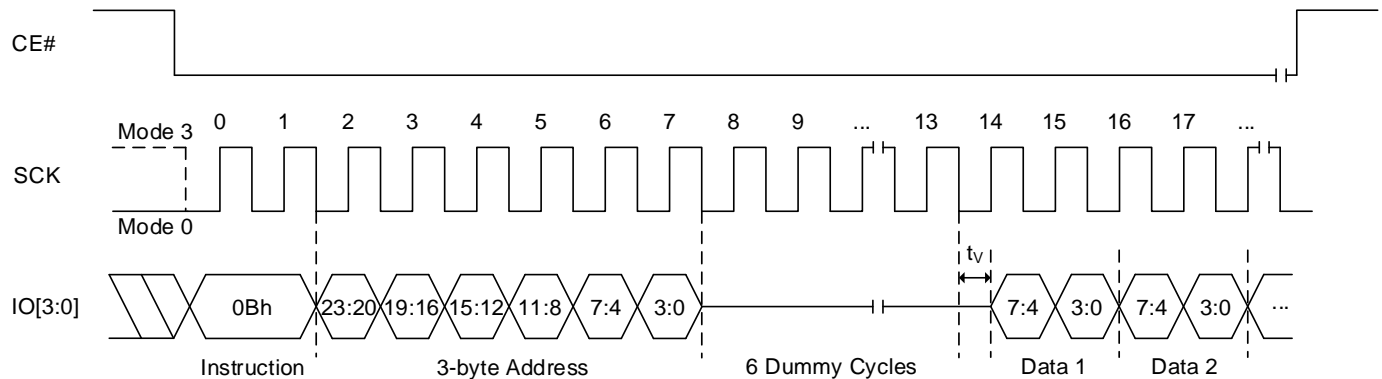 CE#
0 1 2 3 4 5 6 7 8 9 ... 13 14 15 16 17 ...
Mode 3
SCK
Mode 0
tV
IO[3:0] 0Bh 23:20 19:16 15:12 11:8 7:4 3:0 7:4 3:0 7:4 3:0 ...
Instruction 3-byte Address 6 Dummy Cycles Data 1 Data 2